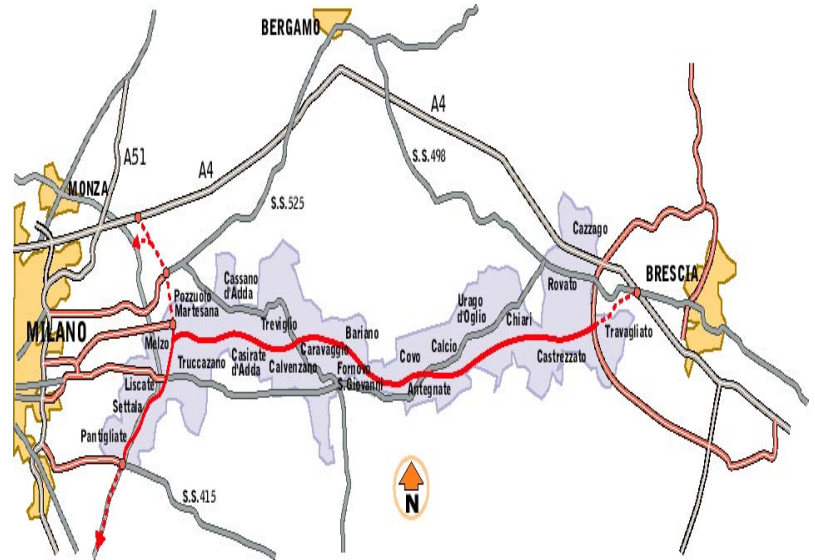 BERGAMO
A4
A51
A4
S.S.498
MONZA
S.S.525
Cazzago
Cassano
d'Adda
Rovato
BRESCIA
Pozzuolo
Martesana
Urago
d'Oglio
MILANO
Treviglio
Bariano
Chiari
Travagliato
Melzo
Caravaggio
Calcio
Covo
Truccazano
Casirate
d'Adda
Calvenzano
Fornovo
S.Giovanni
Castrezzato
Liscate
Antegnate
Settala
Pantigliate
S.S.415
N